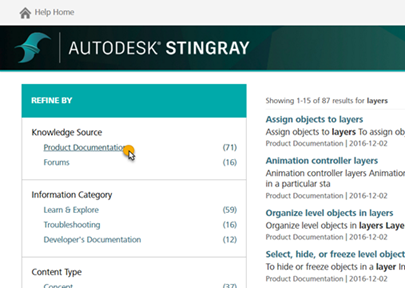 Help Home
AUTODESK® STINGRAY
REFINE BY
Knowledge Source
Product Documentation (71)
Forums (16)
Information Category
Learn & Explore (59)
Troubleshooting (16)
Developer's Documentation (12)
Content Type
Concept (37)
Showing 1-15 of 87 results for layers
Assign objects to layers
Assign objects to layers To assign ob
Product Documentation | 2016-12-02
Animation controller layers
Animation controller layers Animation
in a particular sta
Product Documentation | 2016-12-02
Organize level objects in layers
Organize level objects in layers Laye
Product Documentation | 2016-12-02
Select, hide, or freeze level object
To hide or freeze objects in a layer In
Product Documentation | 2016-12-02